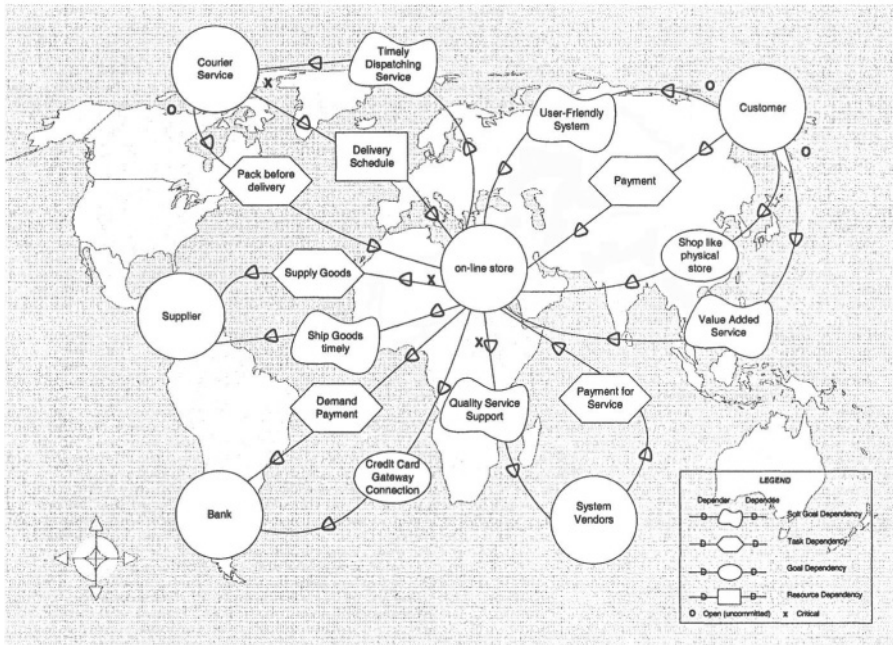 Courier
Service
Timely
Dispatching
Service
x
O
User-Friendly
System
O
Customer
O
Delivery
Schedule
Pack before
delivery
Payment
on-line store
x
Shop like
physical
store
Supply Goods
Supplier
Ship Goods
timely
x
Value Added
Service
Demand
Payment
Quality Service
Support
Payment for
Service
Credit Card
Gateway
Connection
Bank
System
Vendors
LEGEND
Depender Dependee
D D Soft Goal Dependency
D D Task Dependency
D D Goal Dependency
D D Resource Dependency
O Open (uncommitted) x Critical